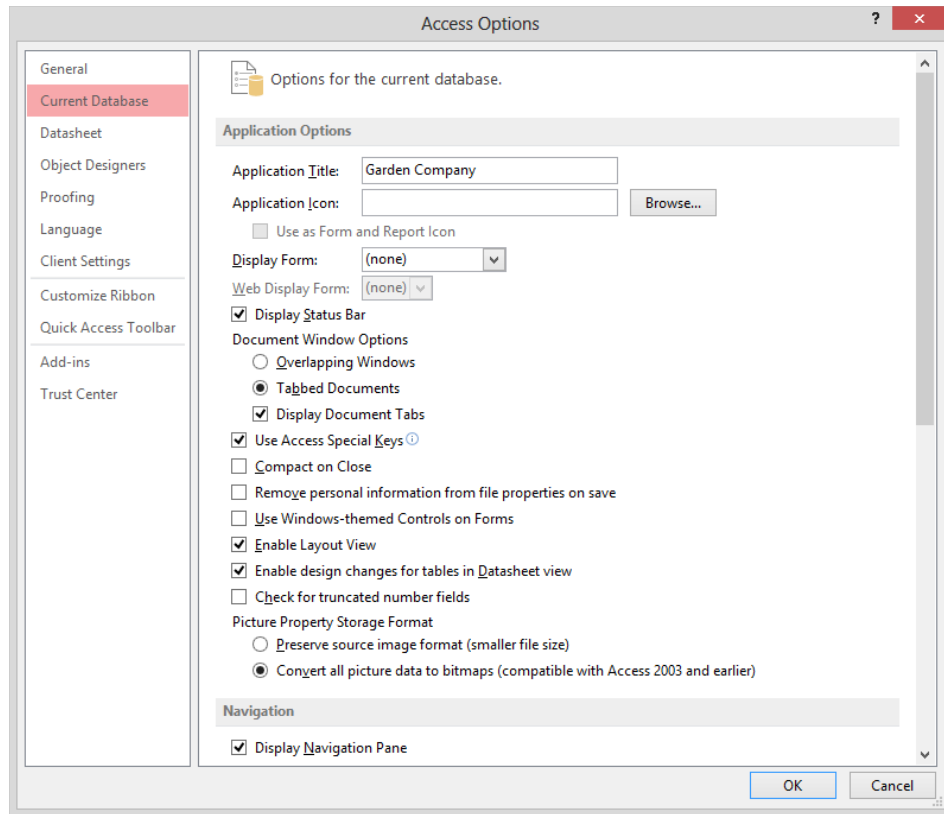 Access Options
?
General
Current Database
Datasheet
Object Designers
Proofing
Language
Client Settings
Customize Ribbon
Quick Access Toolbar
Add-ins
Trust Center
Options for the current database.
Application Options
Application Title: Garden Company
Application Icon: Browse...
Use as Form and Report Icon
Display Form: (none)
Web Display Form: (none)
Display Status Bar
Document Window Options
Overlapping Windows
Tabbed Documents
Display Document Tabs
Use Access Special Keys
Compact on Close
Remove personal information from file properties on save
Use Windows-themed Controls on Forms
Enable Layout View
Enable design changes for tables in Datasheet view
Check for truncated number fields
Picture Property Storage Format
Preserve source image format (smaller file size)
Convert all picture data to bitmaps (compatible with Access 2003 and earlier)
Navigation
Display Navigation Pane
OK Cancel